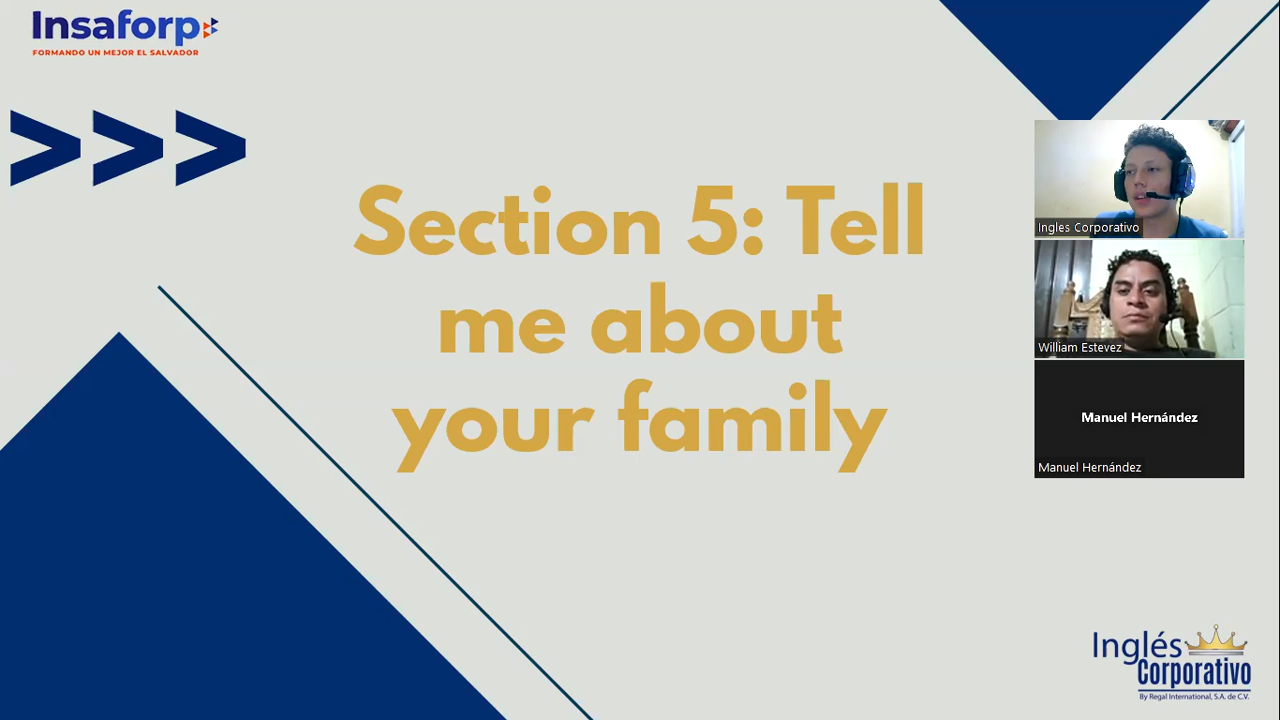 Insaforp
FORMANDO UN MEJOR EL SALVADOR
>>>
Section 5: Tell
me about
your family
Ingles Corporativo
William Estevez
Manuel Hernández
Manuel Hernández
Inglés
Corporativo
By Regal International, S.A. de C.V.